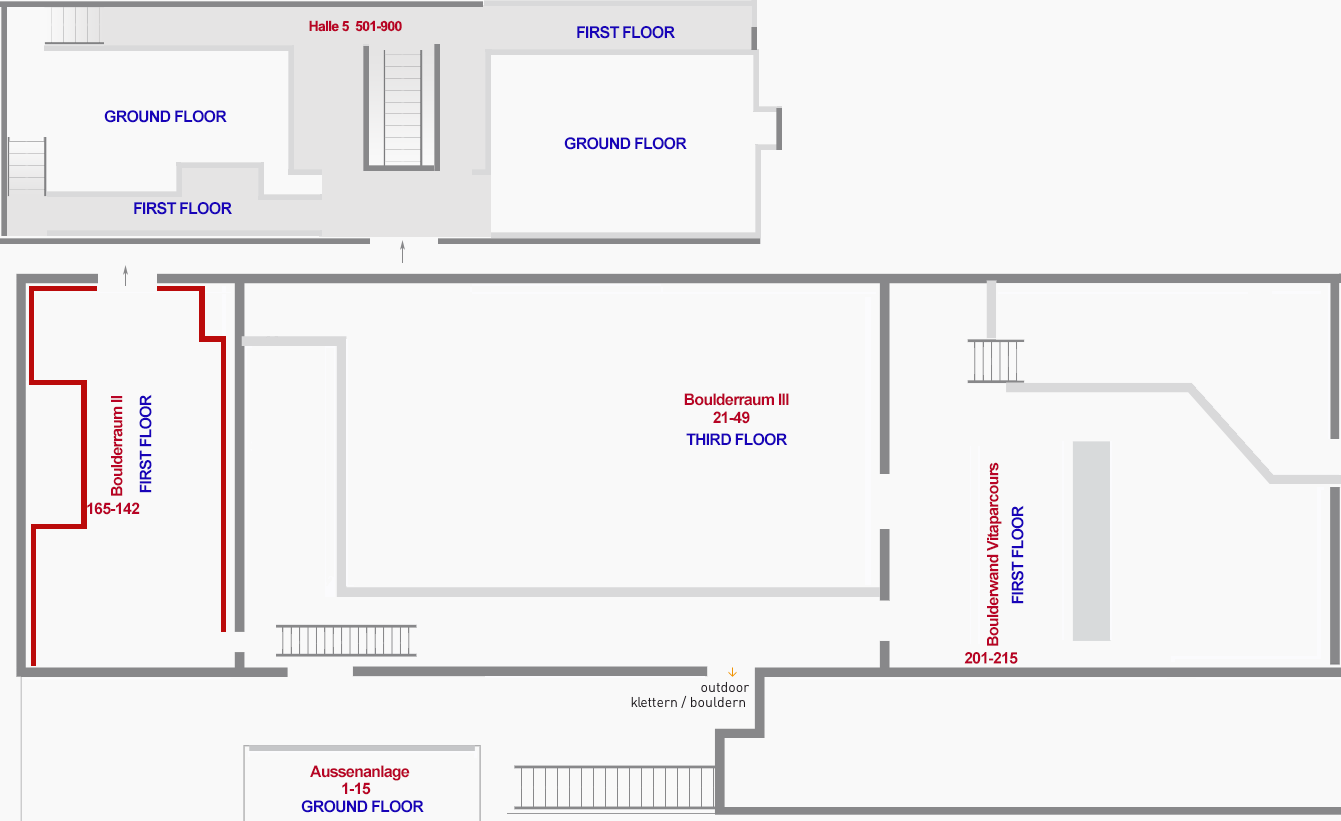 Halle 5 501-900
FIRST FLOOR
GROUND FLOOR
GROUND FLOOR
FIRST FLOOR
Boulderraum II
FIRST FLOOR
165-142
Boulderraum III
21-49
THIRD FLOOR
Boulderwand Vitaparcours
FIRST FLOOR
201-215
outdoor
klettern / bouldern
Aussenanlage
1-15
GROUND FLOOR